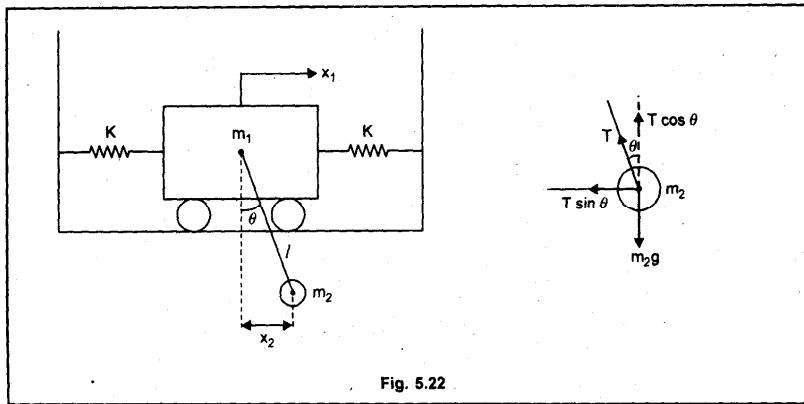 x₁
K
m₁
K
θ
l
m₂
x₂
T
θ
T cos θ
m₂
T sin θ
m₂g
Fig. 5.22